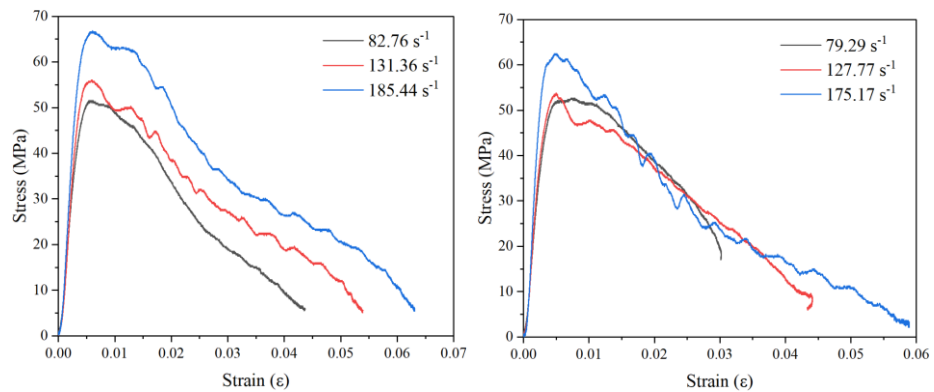 70
60
50
40
30
20
10
0
Stress (MPa)
82.76 s⁻¹
131.36 s⁻¹
185.44 s⁻¹
0.00 0.01 0.02 0.03 0.04 0.05 0.06 0.07
Strain (ε)
70
60
50
40
30
20
10
0
Stress (MPa)
79.29 s⁻¹
127.77 s⁻¹
175.17 s⁻¹
0.00 0.01 0.02 0.03 0.04 0.05 0.06
Strain (ε)